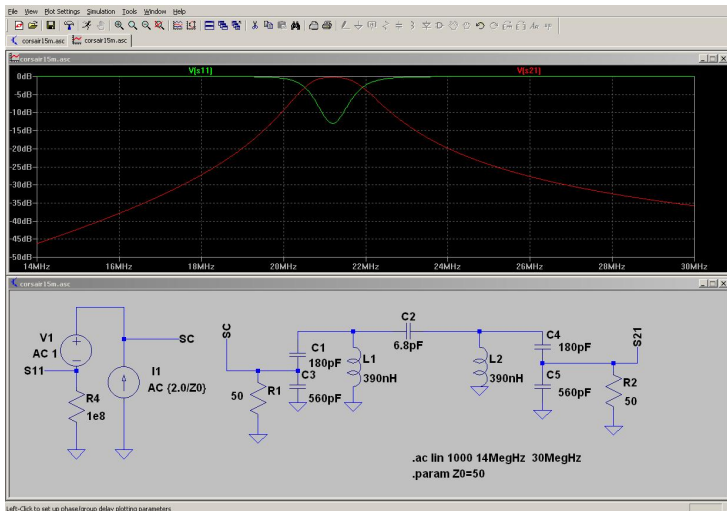 File View Plot Settings Simulation Tools Window Help
corsair15m.asc corsair15m.asc
corsair15m.asc
V(s11) V(s21)
0dB
-5dB
-10dB
-15dB
-20dB
-25dB
-30dB
-35dB
-40dB
-45dB
-50dB
14MHz 16MHz 18MHz 20MHz 22MHz 24MHz 26MHz 28MHz 30MHz
corsair15m.asc
V1
AC 1
S11
R4
1e8
SC
I1
AC {2.0/Z0}
SC
50
R1
C1
180pF
C3
560pF
L1
390nH
C2
6.8pF
L2
390nH
C4
180pF
C5
560pF
S21
R2
50
.ac lin 1000 14MegHz 30MegHz
.param Z0=50
Left-Click to set up phase/group delay plotting parameters